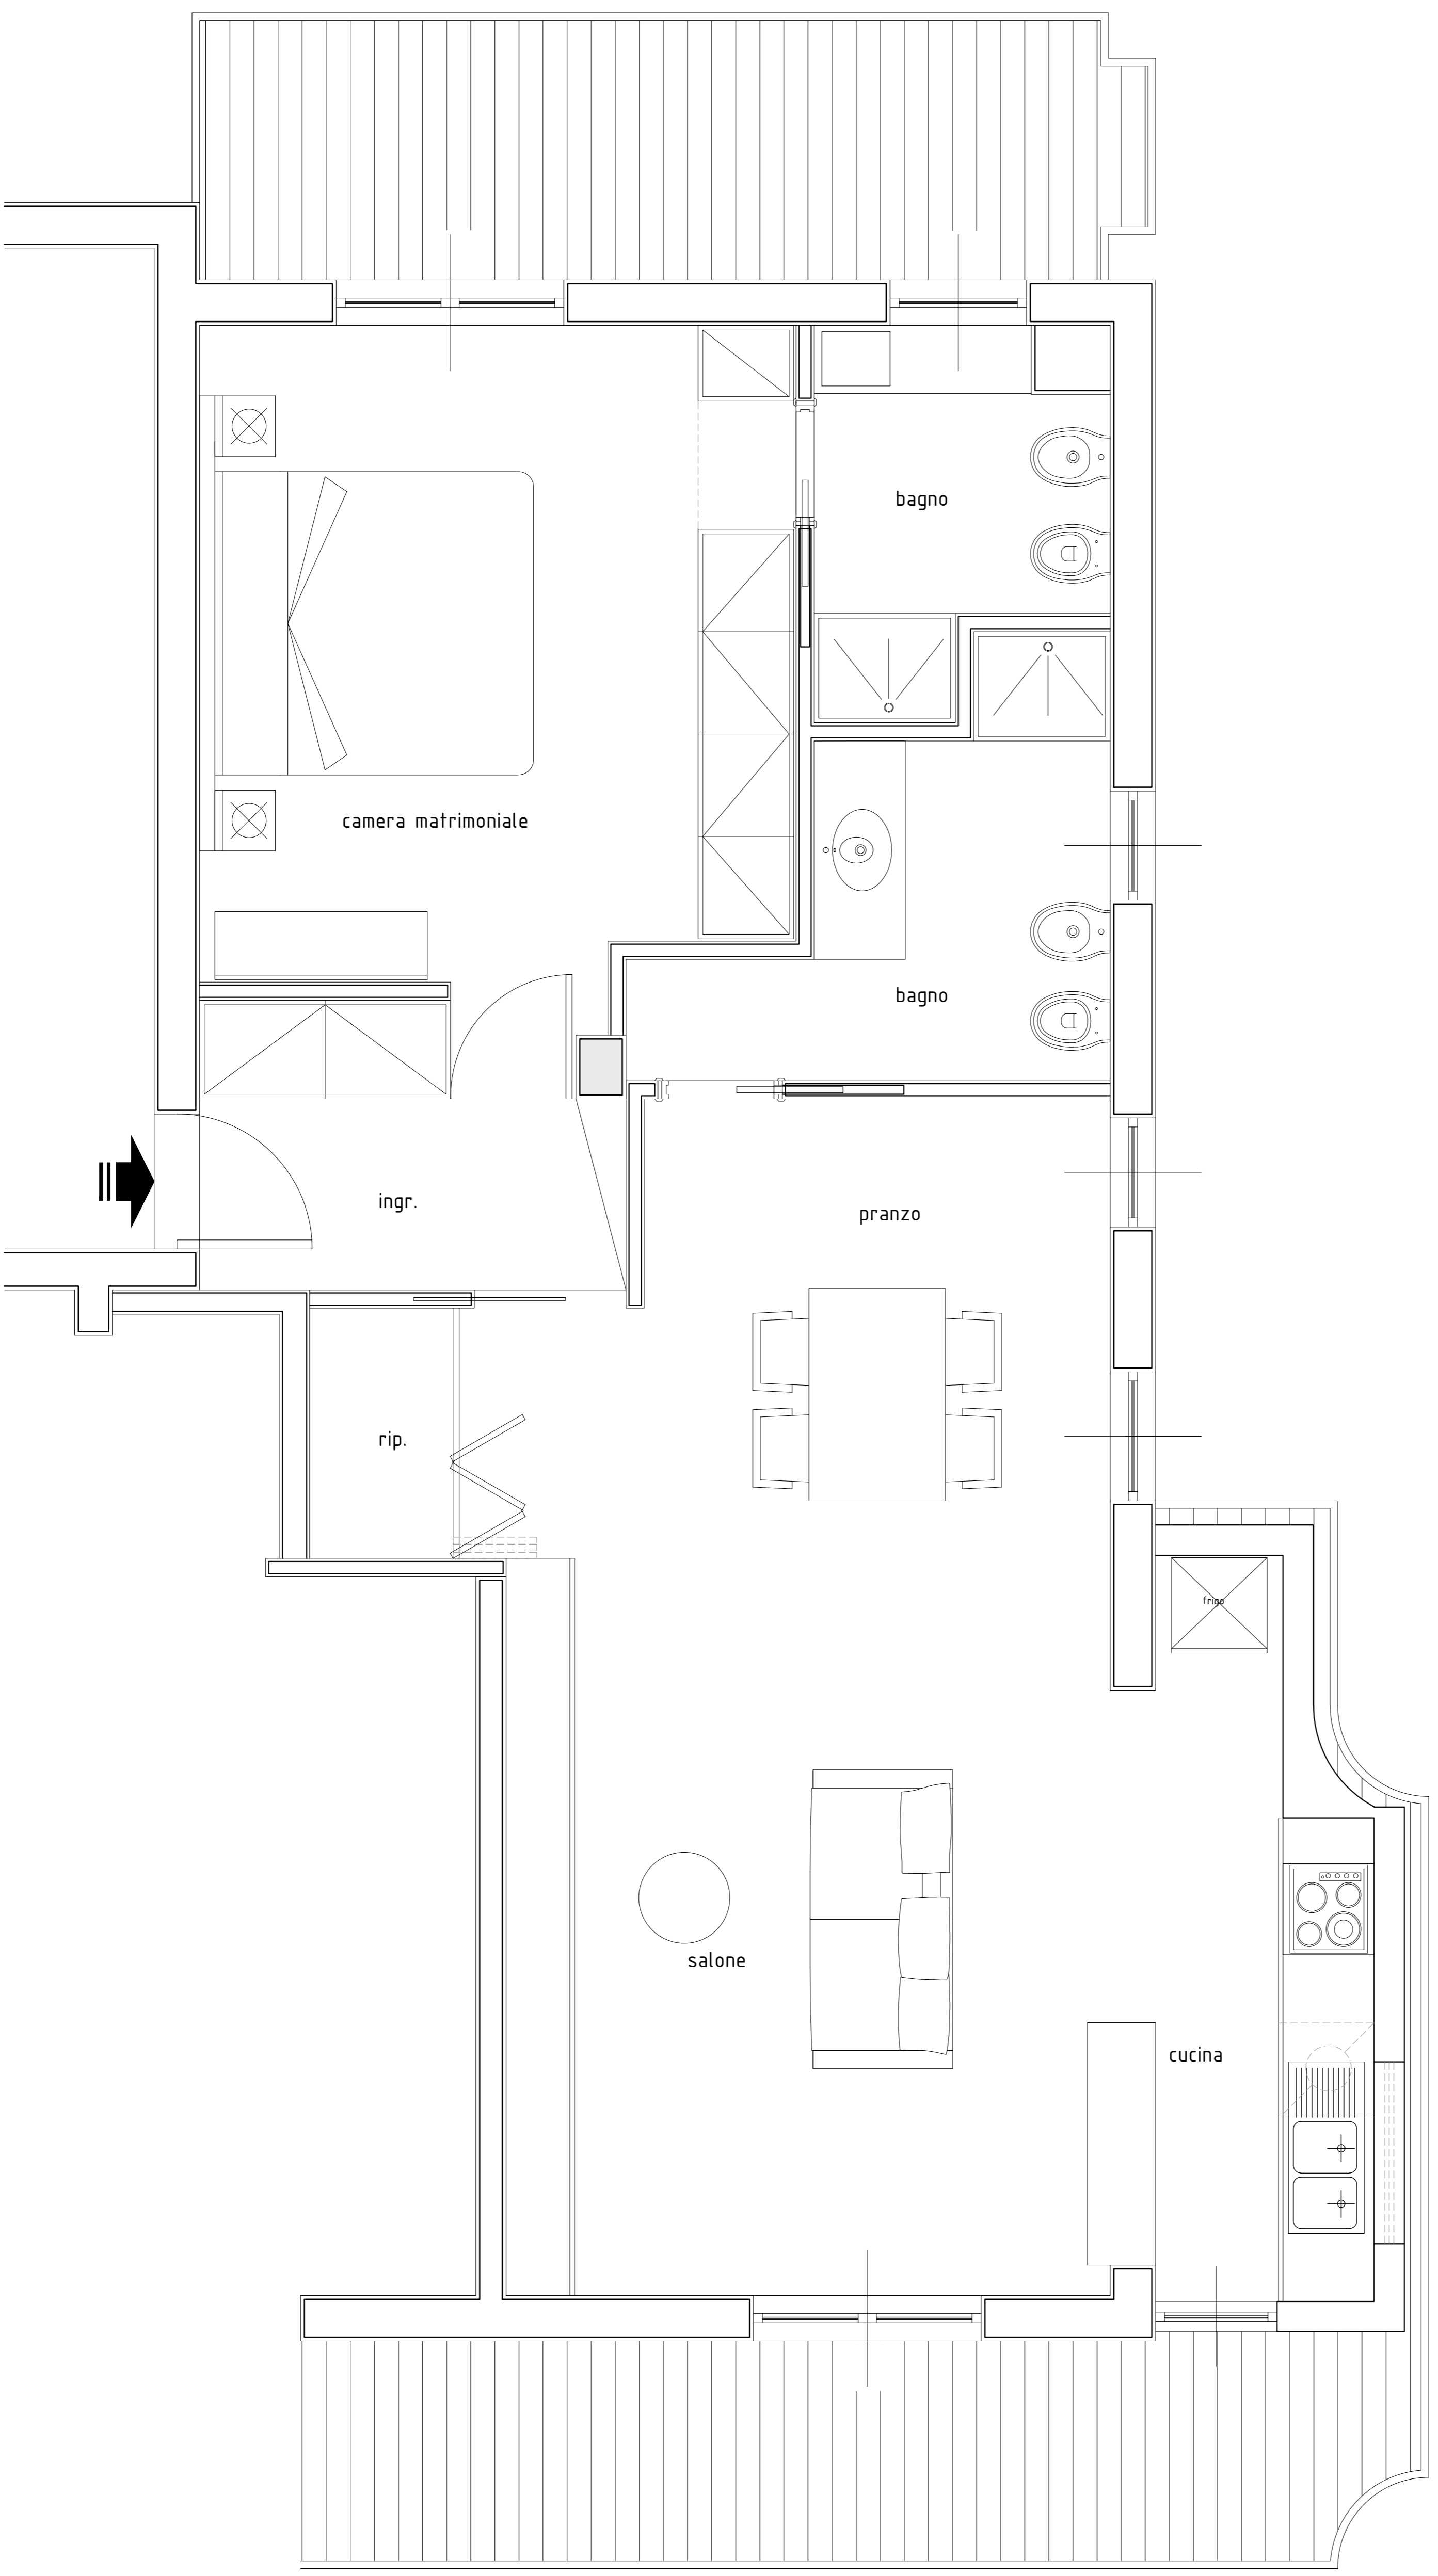 bagno
camera matrimoniale
bagno
ingr.
pranzo
rip.
frigo
salone
cucina